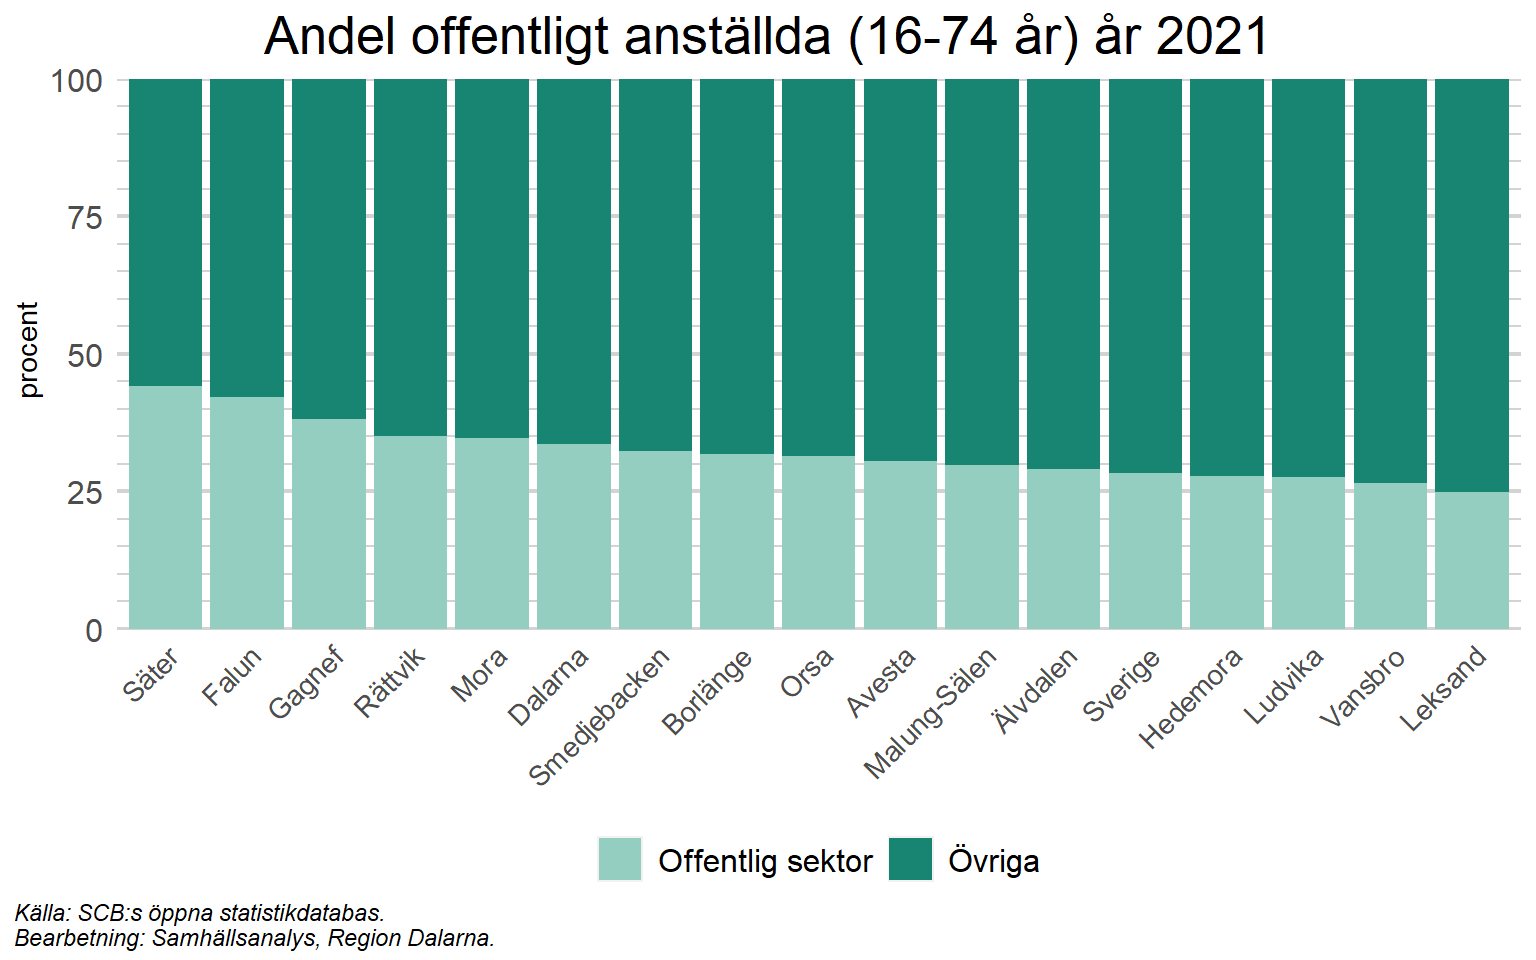 Andel offentligt anställda (16-74 år) år 2021
procent
100
75
50
25
0
Säter
Falun
Gagnef
Rättvik
Mora
Dalarna
Smedjebacken
Borlänge
Orsa
Avesta
Malung-Sälen
Älvdalen
Sverige
Hedemora
Ludvika
Vansbro
Leksand
Offentlig sektor
Övriga
Källa: SCB:s öppna statistikdatabas.
Bearbetning: Samhällsanalys, Region Dalarna.